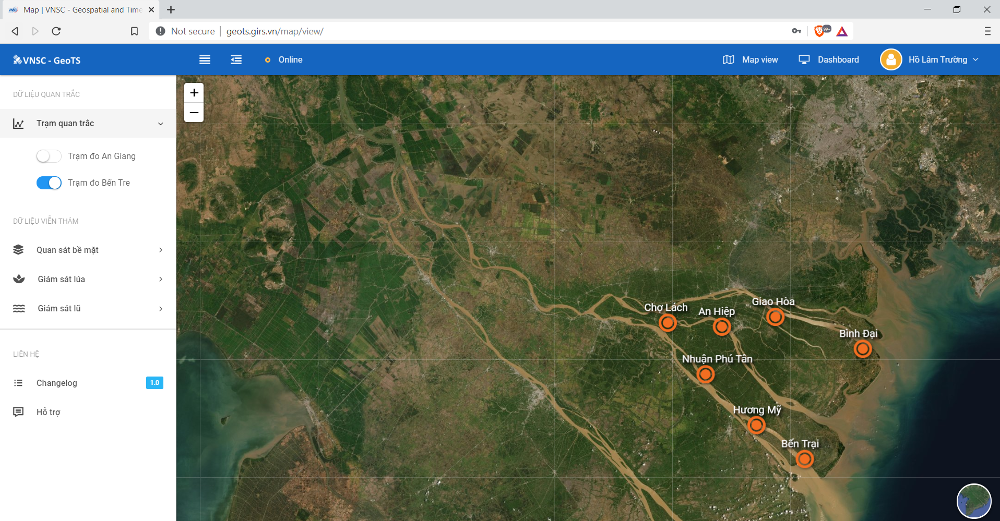 Map | VNSC - Geospatial and Time
Not secure | geots.girs.vn/map/view/
99+
VNSC - GeoTS
Online
Map view
Dashboard
Hồ Lâm Trường
DỮ LIỆU QUAN TRẮC
Trạm quan trắc
Trạm đo An Giang
Trạm đo Bến Tre
DỮ LIỆU VIỄN THÁM
Quan sát bề mặt
Giám sát lúa
Giám sát lũ
LIÊN HỆ
Changelog
1.0
Hỗ trợ
+
−
Chợ Lách
An Hiệp
Giao Hòa
Bình Đại
Nhuận Phú Tân
Hương Mỹ
Bến Trại